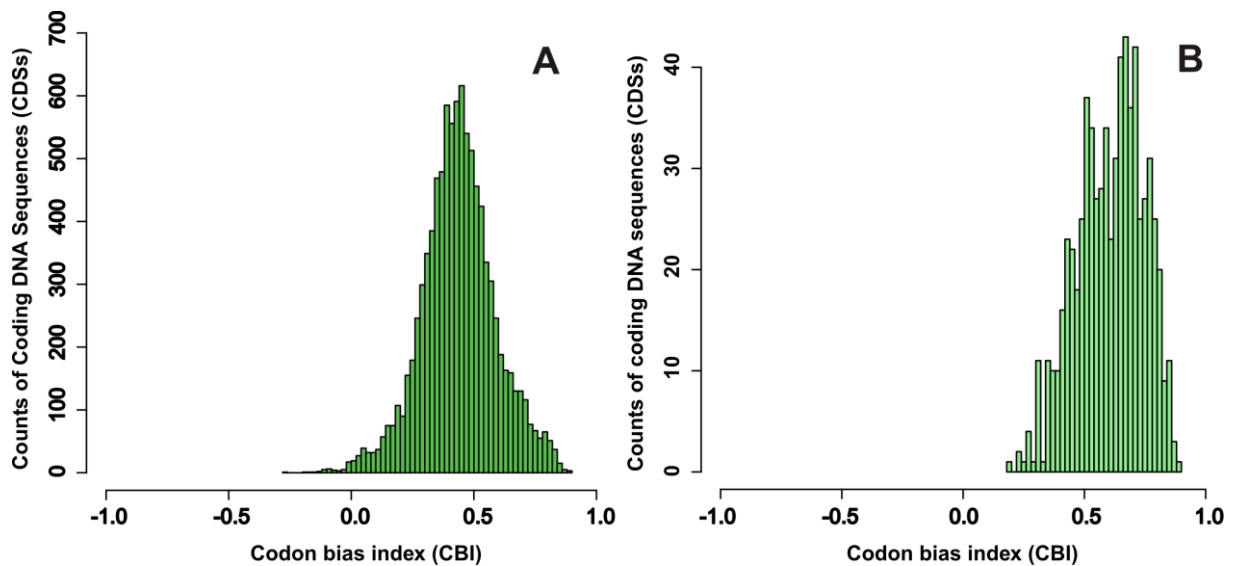 A
Counts of Coding DNA Sequences (CDSs)
700
600
500
400
300
200
100
0
-1.0 -0.5 0.0 0.5 1.0
Codon bias index (CBI)
B
Counts of coding DNA sequences (CDSs)
40
30
20
10
0
-1.0 -0.5 0.0 0.5 1.0
Codon bias index (CBI)